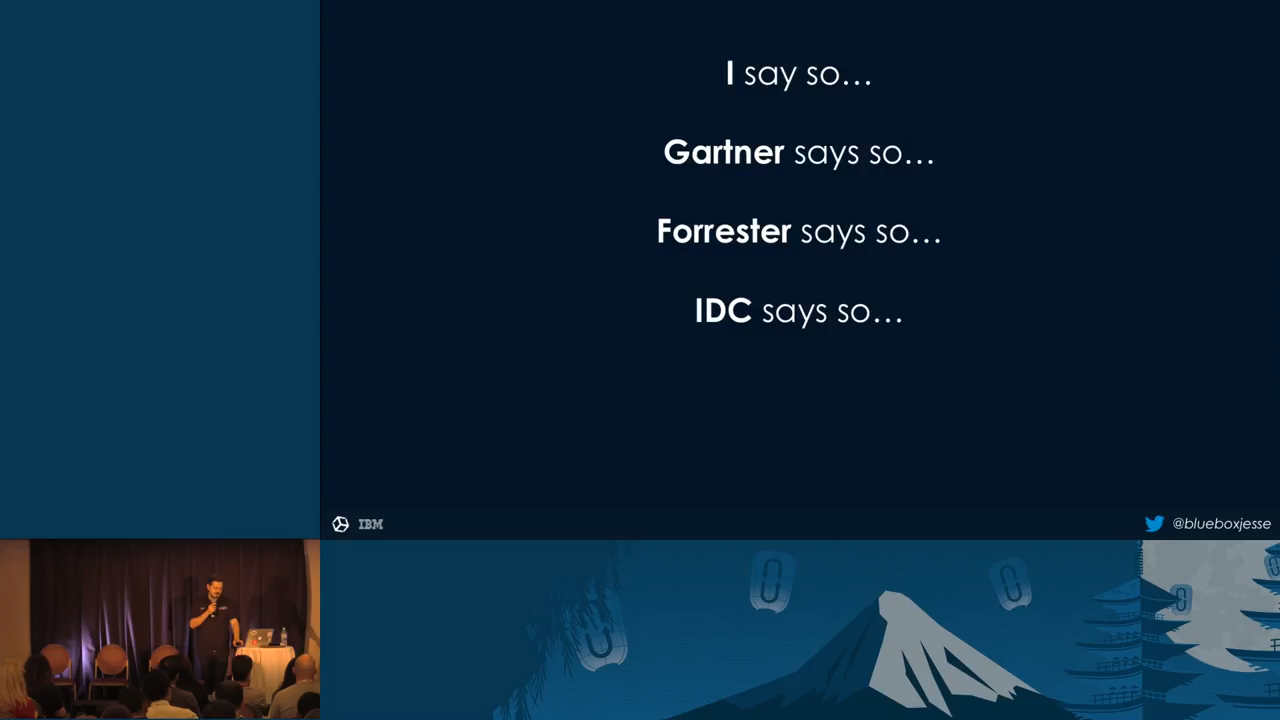 I say so...
Gartner says so...
Forrester says so...
IDC says so...
IBM
@blueboxjesse